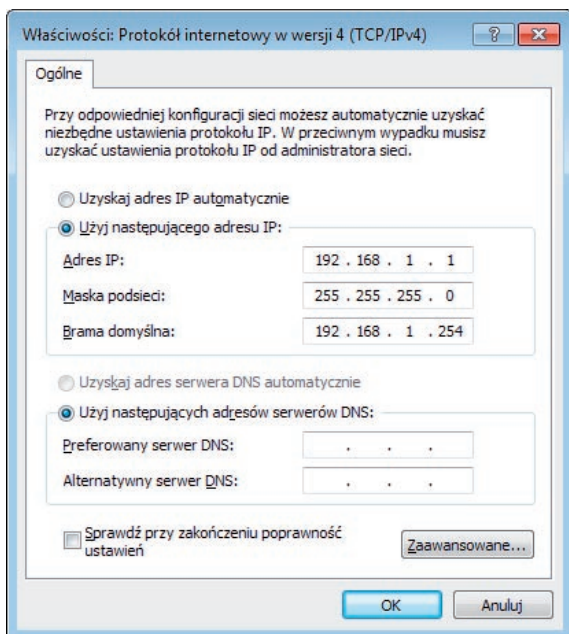 Właściwości: Protokół internetowy w wersji 4 (TCP/IPv4)
Ogólne
Przy odpowiedniej konfiguracji sieci możesz automatycznie uzyskać
niezbędne ustawienia protokołu IP. W przeciwnym wypadku musisz
uzyskać ustawienia protokołu IP od administratora sieci.
Uzyskaj adres IP automatycznie
Użyj następującego adresu IP:
Adres IP: 192 . 168 . 1 . 1
Maska podsieci: 255 . 255 . 255 . 0
Brama domyślna: 192 . 168 . 1 . 254
Uzyskaj adres serwera DNS automatycznie
Użyj następujących adresów serwerów DNS:
Preferowany serwer DNS: . . .
Alternatywny serwer DNS: . . .
Sprawdź przy zakończeniu poprawność
ustawień
Zaawansowane...
OK Anuluj